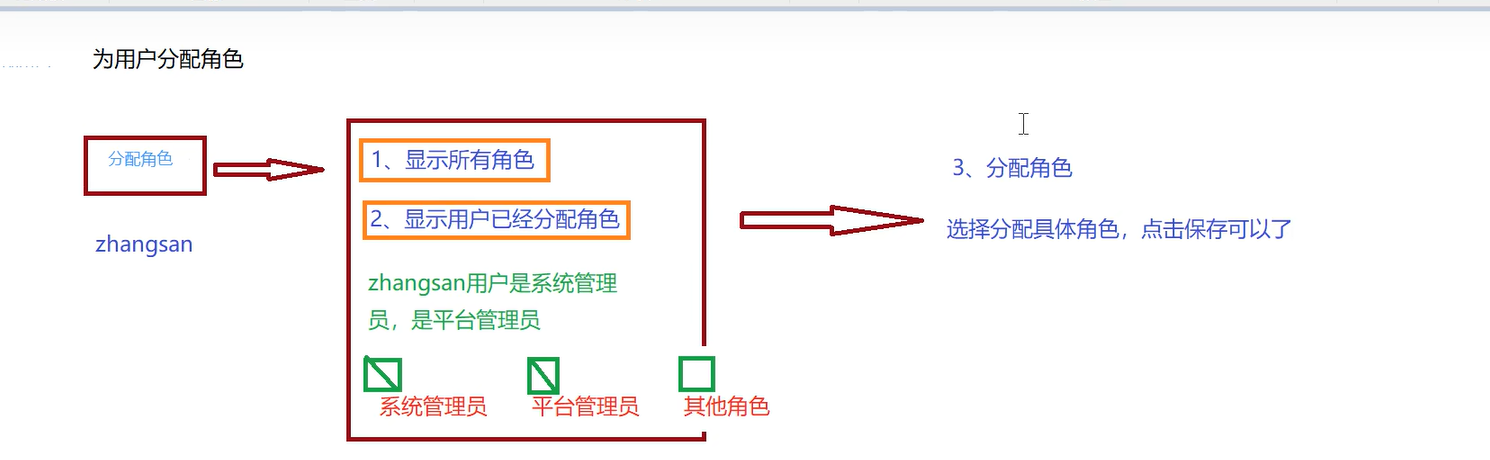 为用户分配角色
分配角色
zhangsan
1、显示所有角色
2、显示用户已经分配角色
zhangsan用户是系统管理
员，是平台管理员
系统管理员
平台管理员
其他角色
3、分配角色
选择分配具体角色，点击保存可以了